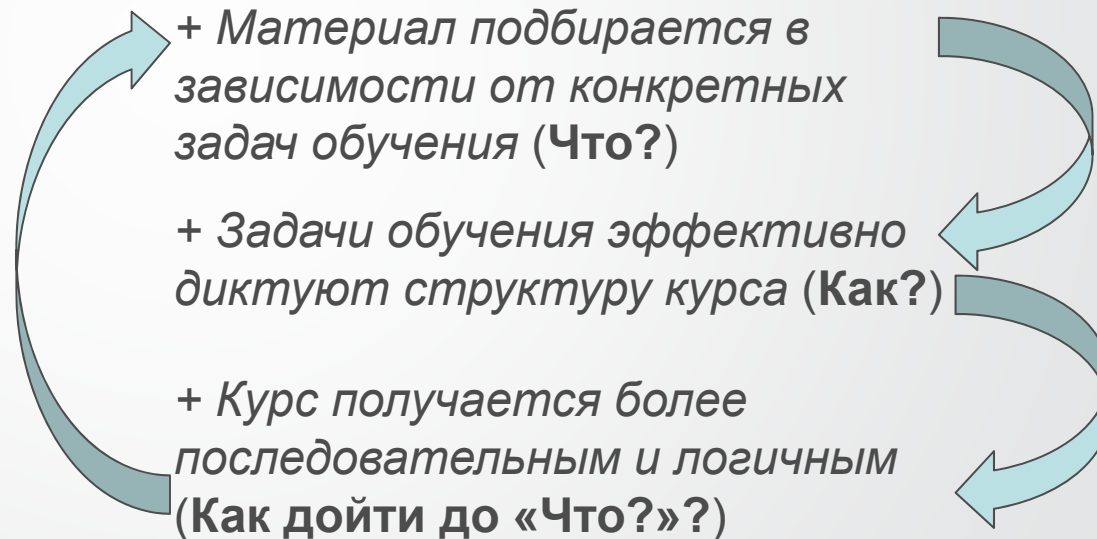 + Материал подбирается в
зависимости от конкретных
задач обучения (Что?)
+ Задачи обучения эффективно
диктуют структуру курса (Как?)
+ Курс получается более
последовательным и логичным
(Как дойти до «Что?»?)